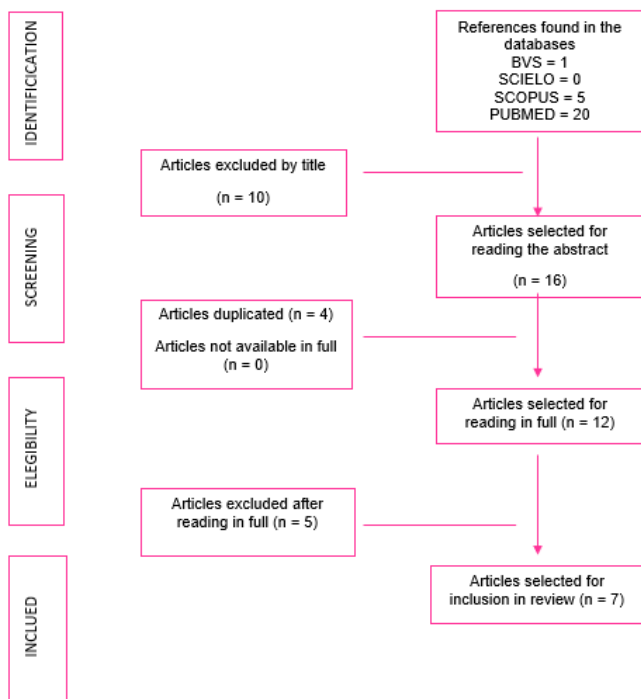 IDENTIFICICATION
References found in the
databases
BVS = 1
SCIELO = 0
SCOPUS = 5
PUBMED = 20
Articles excluded by title
(n = 10)
SCREENING
Articles selected for
reading the abstract
(n = 16)
Articles duplicated (n = 4)
Articles not available in full
(n = 0)
ELEGIBILITY
Articles selected for
reading in full (n = 12)
Articles excluded after
reading in full (n = 5)
INCLUED
Articles selected for
inclusion in review (n = 7)